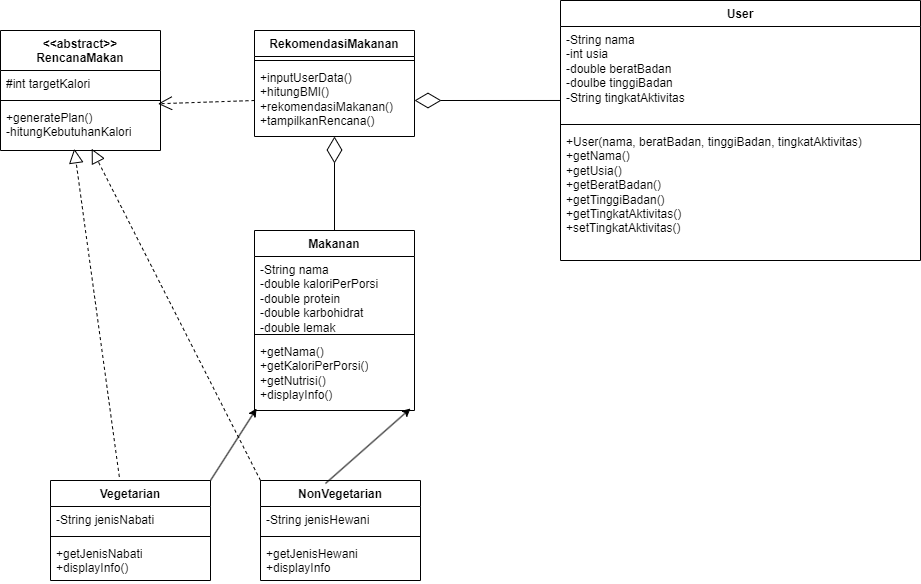 <<abstract>>
RencanaMakan
#int targetKalori
+generatePlan()
-hitungKebutuhanKalori
RekomendasiMakanan
+inputUserData()
+hitungBMI()
+rekomendasiMakanan()
+tampilkanRencana()
User
-String nama
-int usia
-double beratBadan
-doulbe tinggiBadan
-String tingkatAktivitas
+User(nama, beratBadan, tinggiBadan, tingkatAktivitas)
+getNama()
+getUsia()
+getBeratBadan()
+getTinggiBadan()
+getTingkatAktivitas()
+setTingkatAktivitas()
Makanan
-String nama
-double kaloriPerPorsi
-double protein
-double karbohidrat
-double lemak
+getNama()
+getKaloriPerPorsi()
+getNutrisi()
+displayInfo()
Vegetarian
-String jenisNabati
+getJenisNabati
+displayInfo()
NonVegetarian
-String jenisHewani
+getJenisHewani
+displayInfo